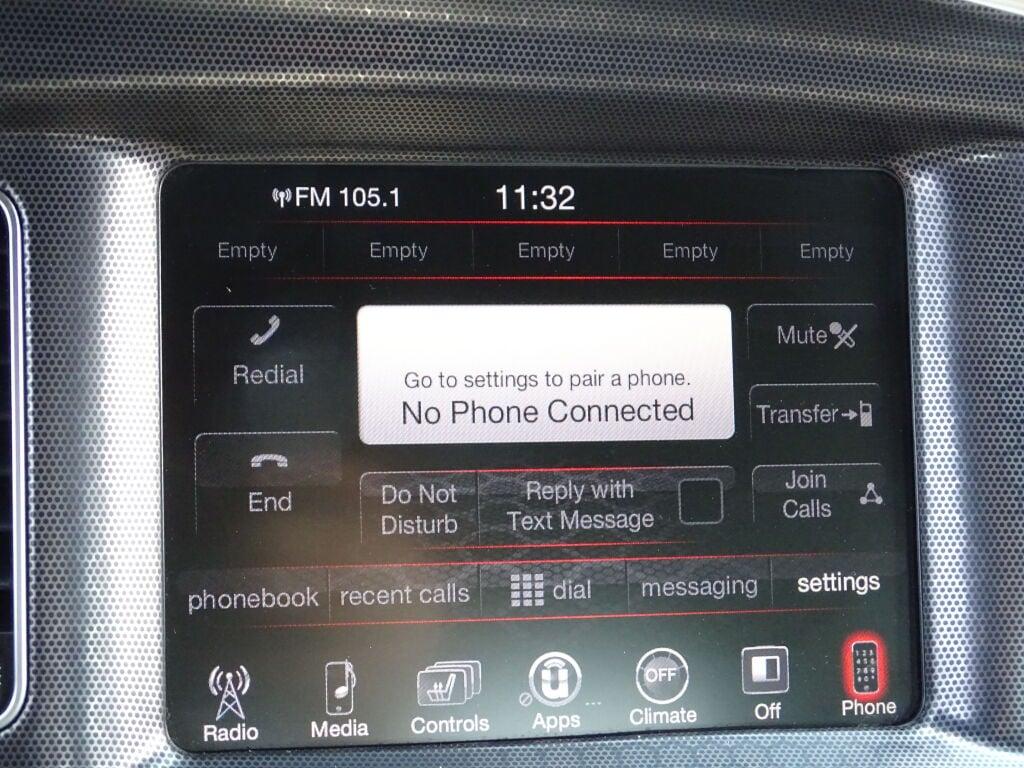 FM 105.1 11:32
Empty Empty Empty Empty Empty
Redial
Go to settings to pair a phone.
No Phone Connected
Mute
Transfer
End
Do Not
Disturb
Reply with
Text Message
Join
Calls
phonebook recent calls dial messaging settings
OFF
Radio Media Controls Apps Climate Off Phone